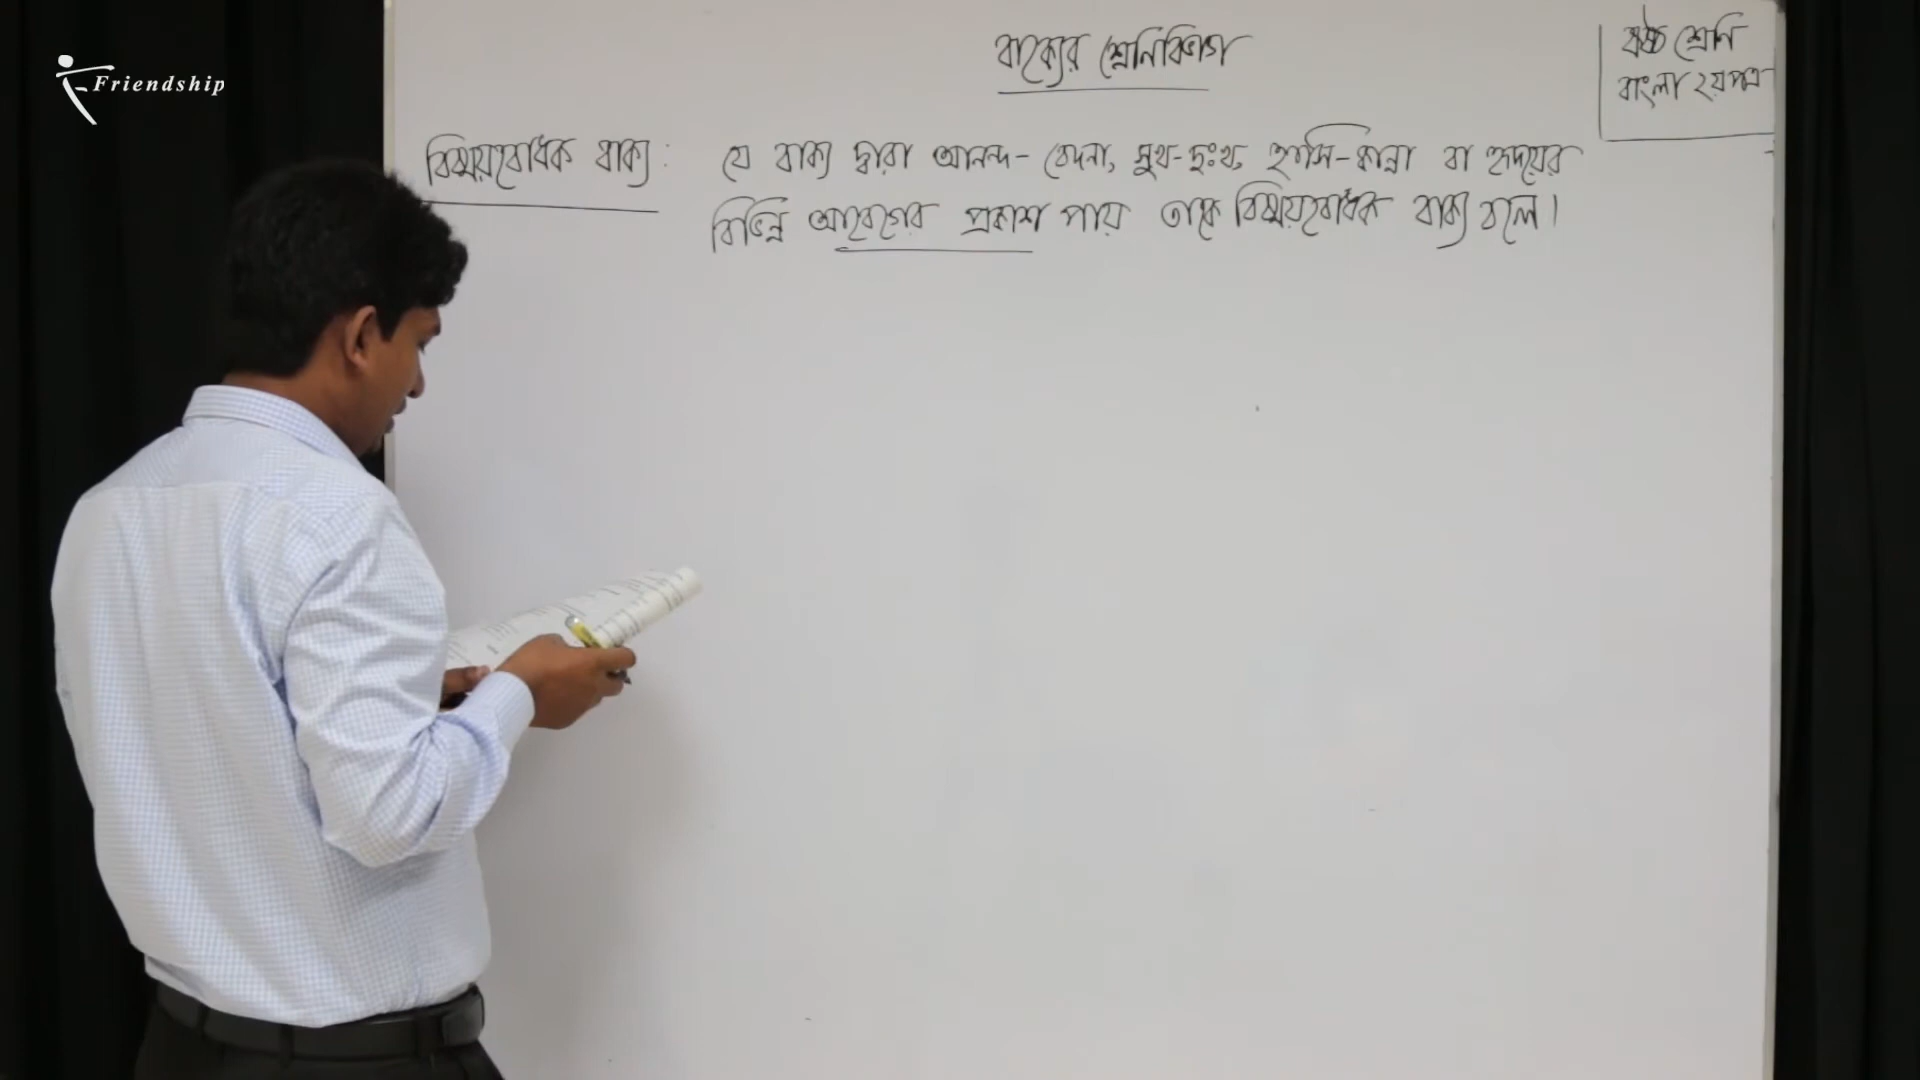 Friendship
বাক্যের শ্রেনিবিভাগ
ষষ্ঠ শ্রেনি
বাংলা ২য় পত্র
বিষ্ময়বোধক বাক্য : যে বাক্য দ্বারা আনন্দ-বেদনা, সুখ-দুঃখ, হাসি-কান্না বা হৃদয়ের
বিভিন্ন আবেগের প্রকাশ পায় তাকে বিষ্ময়বোধক বাক্য বলে।